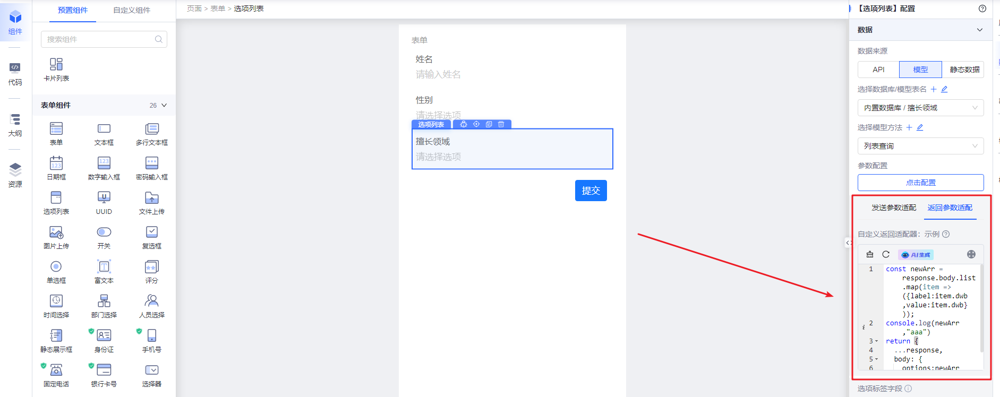 组件
代码
大纲
资源
预置组件
自定义组件
搜索组件
卡片列表
表单组件
26
表单
文本框
多行文本框
日期框
数字输入框
密码输入框
选项列表
UUID
文件上传
图片上传
开关
复选框
单选框
富文本
评分
时间选择
部门选择
人员选择
静态展示框
身份证
手机号
固定电话
银行卡号
选择器
页面 > 表单 > 选项列表
表单
姓名
请输入姓名
性别
请选择选项
选项列表
擅长领域
请选择选项
提交
【选项列表】配置
数据
数据来源
API
模型
静态数据
选择数据库/模型表名
内置数据库 / 擅长领域
选择模型方法
列表查询
参数配置
点击配置
发送参数适配
返回参数适配
自定义返回适配器：示例
AI生成
1 const newArr =
response.body.list
.map(item =>
({label:item.dwb
,value:item.dwb}
));
2 console.log(newArr
,"aaa")
3 return {
4 ...response,
5 body: {
6 options:newArr
选项标签字段